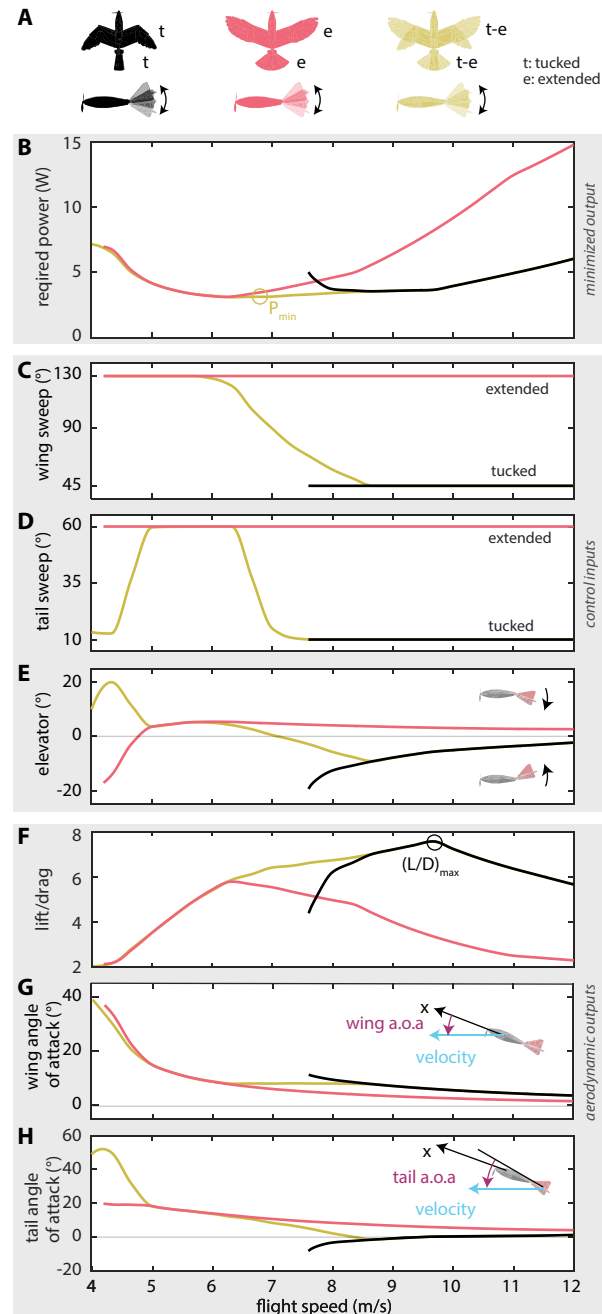 A
t
e
t-e
t
e
t-e
t: tucked
e: extended
B
15
10
5
0
reqired power (W)
P min
minimized output
C
130
90
45
wing sweep (°)
extended
tucked
D
60
35
10
tail sweep (°)
extended
tucked
control inputs
E
20
0
-20
elevator (°)
F
8
6
4
2
lift/drag
(L/D)max
G
40
20
0
wing angle
of attack (°)
x
wing a.o.a
velocity
aerodynamic outputs
H
60
40
20
0
-20
tail angle
of attack (°)
x
tail a.o.a
velocity
4 5 6 7 8 9 10 11 12
flight speed (m/s)